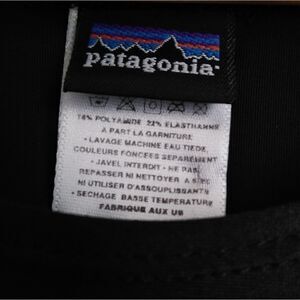 patagonia
78% POLYAMIDE 22% ELASTHANNE
A PART LA GARNITURE
• LAVAGE MACHINE EAU TIEDE,
COULEURS FONCEES SEPAREMENT
• JAVEL INTERDIT - NE PAS
REPASSER NI NETTOYER A SEC
NI UTILISER D'ASSOUPLISSANTS
• SECHAGE BASSE TEMPERATURE
FABRIQUE AUX US